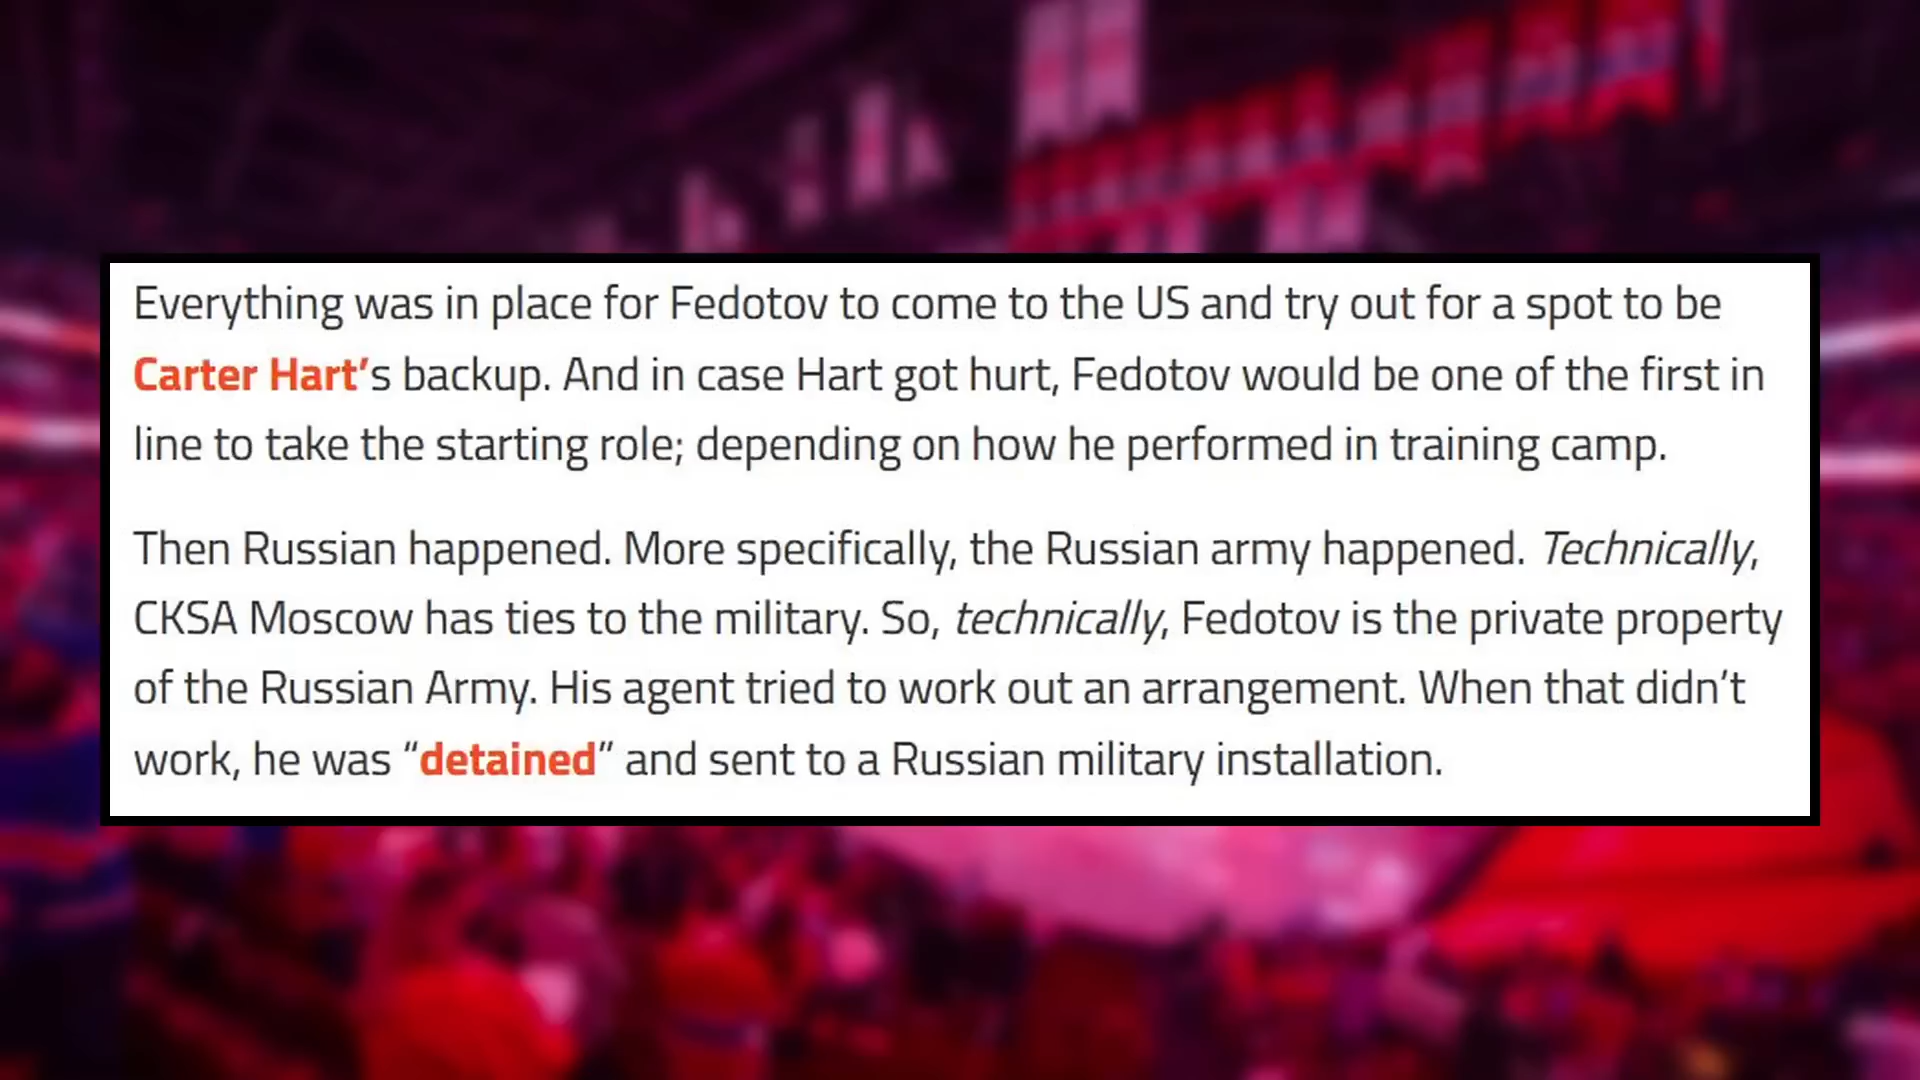 Everything was in place for Fedotov to come to the US and try out for a spot to be
Carter Hart’s backup. And in case Hart got hurt, Fedotov would be one of the first in
line to take the starting role; depending on how he performed in training camp.
Then Russian happened. More specifically, the Russian army happened. Technically,
CKSA Moscow has ties to the military. So, technically, Fedotov is the private property
of the Russian Army. His agent tried to work out an arrangement. When that didn’t
work, he was “detained” and sent to a Russian military installation.